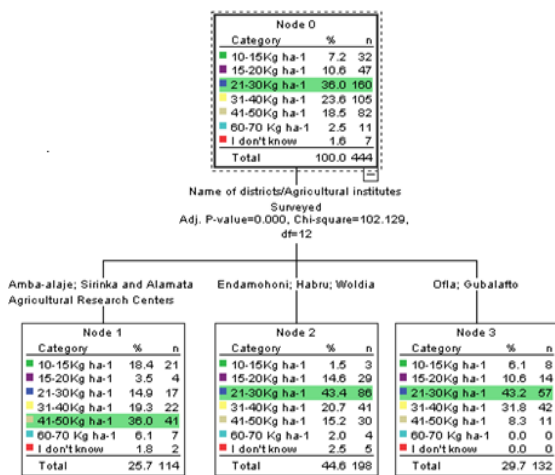 Node 0
Category % n
10-15Kg ha-1 7.2 32
15-20Kg ha-1 10.6 47
21-30Kg ha-1 36.0 160
31-40Kg ha-1 23.6 105
41-50Kg ha-1 18.5 82
60-70 Kg ha-1 2.5 11
I don't know 1.6 7
Total 100.0 444
Name of districts/Agricultural institutes
Surveyed
Adj. P-value=0.000, Chi-square=102.129,
df=12
Amba-alaje; Sirinka and Alamata
Agricultural Research Centers
Node 1
Category % n
10-15Kg ha-1 18.4 21
15-20Kg ha-1 3.5 4
21-30Kg ha-1 14.9 17
31-40Kg ha-1 19.3 22
41-50Kg ha-1 36.0 41
60-70Kg ha-1 6.1 7
I don't know 1.8 2
Total 25.7 114
Endamohoni; Habru; Woldia
Node 2
Category % n
10-15Kg ha-1 1.5 3
15-20Kg ha-1 14.6 29
21-30Kg ha-1 43.4 86
31-40Kg ha-1 20.7 41
41-50Kg ha-1 15.2 30
60-70 Kg ha-1 2.0 4
I don't know 2.5 5
Total 44.6 198
Ofla; Gubalafto
Node 3
Category % n
10-15Kg ha-1 6.1 8
15-20Kg ha-1 10.6 14
21-30Kg ha-1 43.2 57
31-40Kg ha-1 31.8 42
41-50Kg ha-1 8.3 11
60-70 Kg ha-1 0.0 0
I don't know 0.0 0
Total 29.7 132